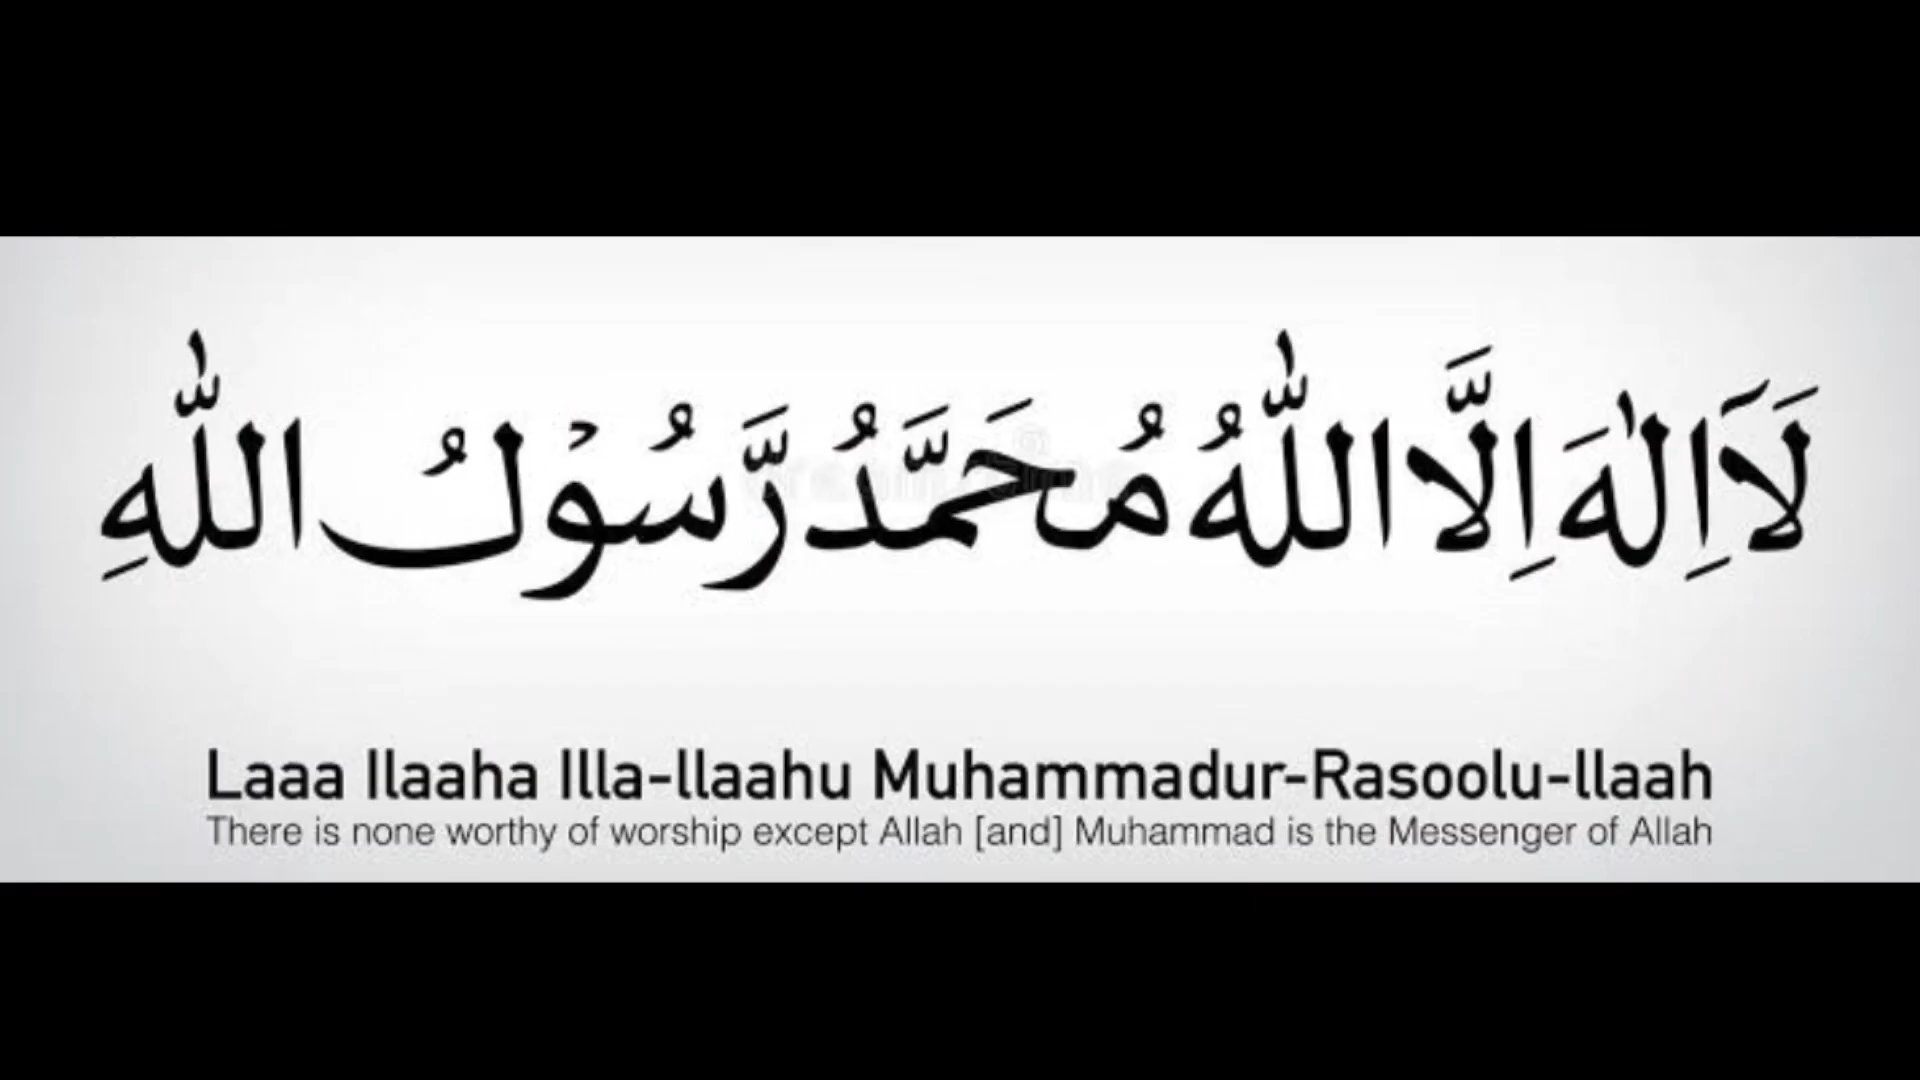 لَآ اِلٰهَ اِلَّا اللّٰهُ مُحَمَّدُ رَّسُوْلُ اللّٰهِ
Laaa Ilaaha Illa-llaahu Muhammadur-Rasoolu-llaah
There is none worthy of worship except Allah [and] Muhammad is the Messenger of Allah